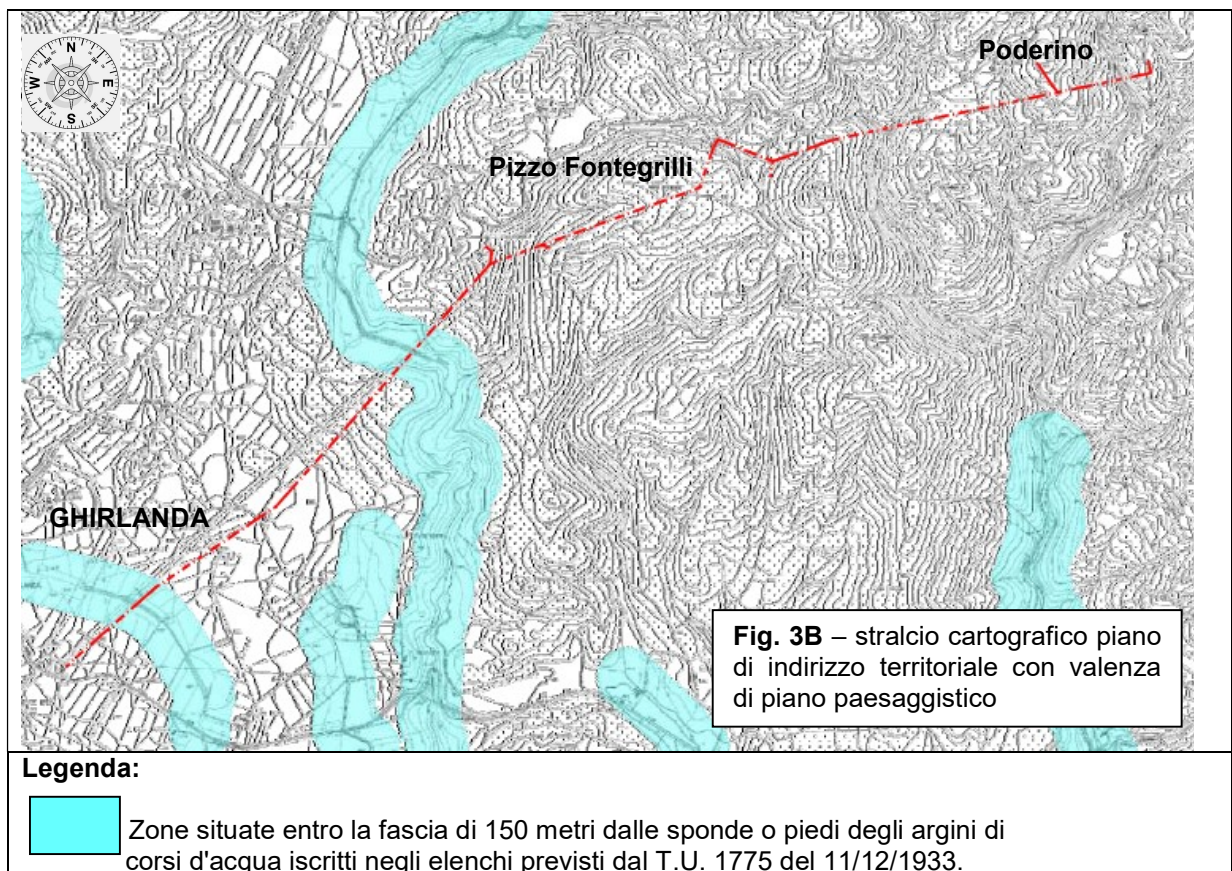 N
W
E
S
Poderino
Pizzo Fontegrilli
GHIRLANDA
Fig. 3B – stralcio cartografico piano
di indirizzo territoriale con valenza
di piano paesaggistico
Legenda:
Zone situate entro la fascia di 150 metri dalle sponde o piedi degli argini di
corsi d'acqua iscritti negli elenchi previsti dal T.U. 1775 del 11/12/1933.